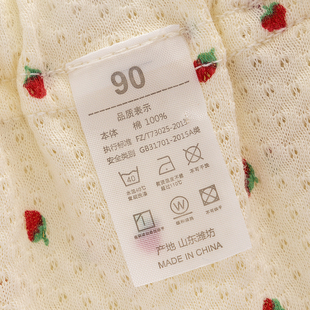 90
品质表示
本体 棉 100%
执行标准 FZ/T73025-2013
安全类别 GB31701-2015A类
40
W
产地 山东潍坊
MADE IN CHINA